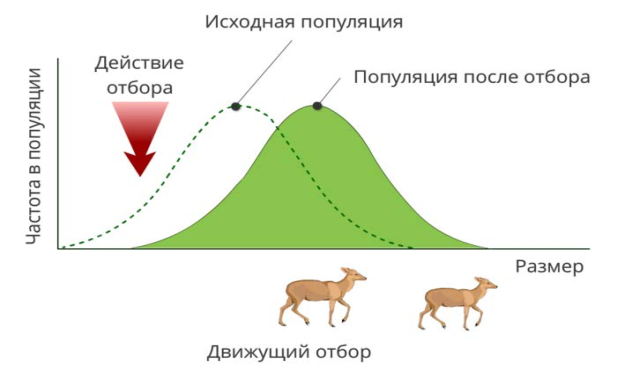 Исходная популяция
Действие
отбора
Популяция после отбора
Частота в популяции
Размер
Движущий отбор